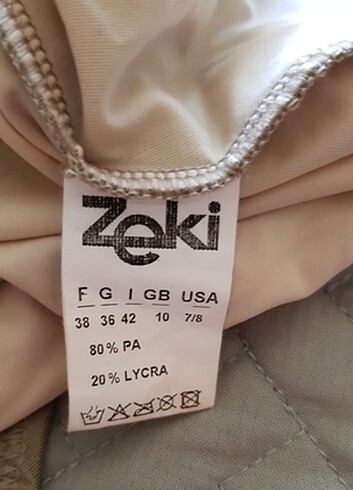 Zeki
F G I GB USA
38 36 42 10 7/8
80% PA
20% LYCRA